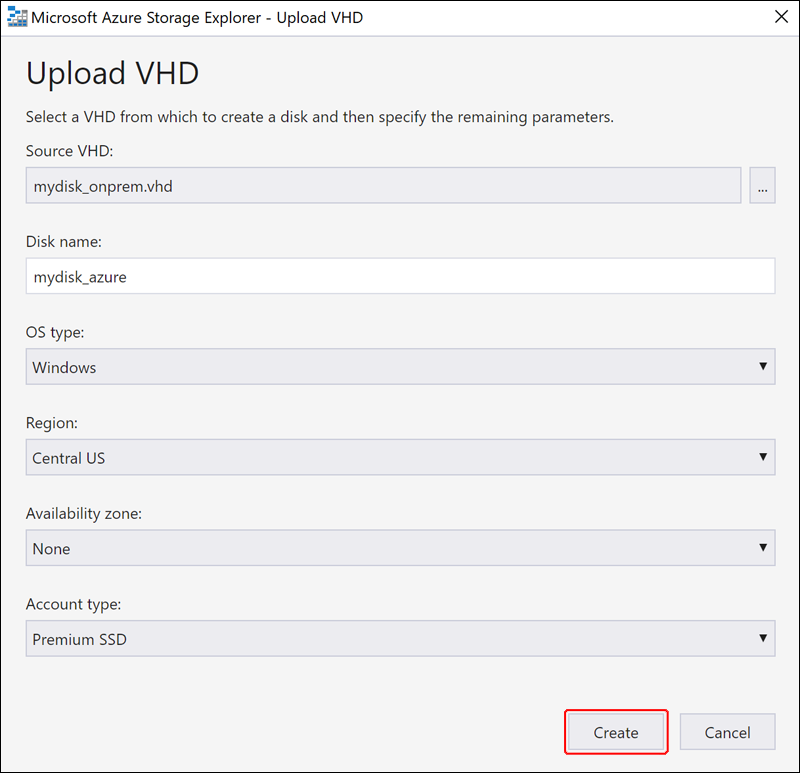 Microsoft Azure Storage Explorer - Upload VHD
Upload VHD
Select a VHD from which to create a disk and then specify the remaining parameters.
Source VHD:
mydisk_onprem.vhd
...
Disk name:
mydisk_azure
OS type:
Windows
Region:
Central US
Availability zone:
None
Account type:
Premium SSD
Create Cancel